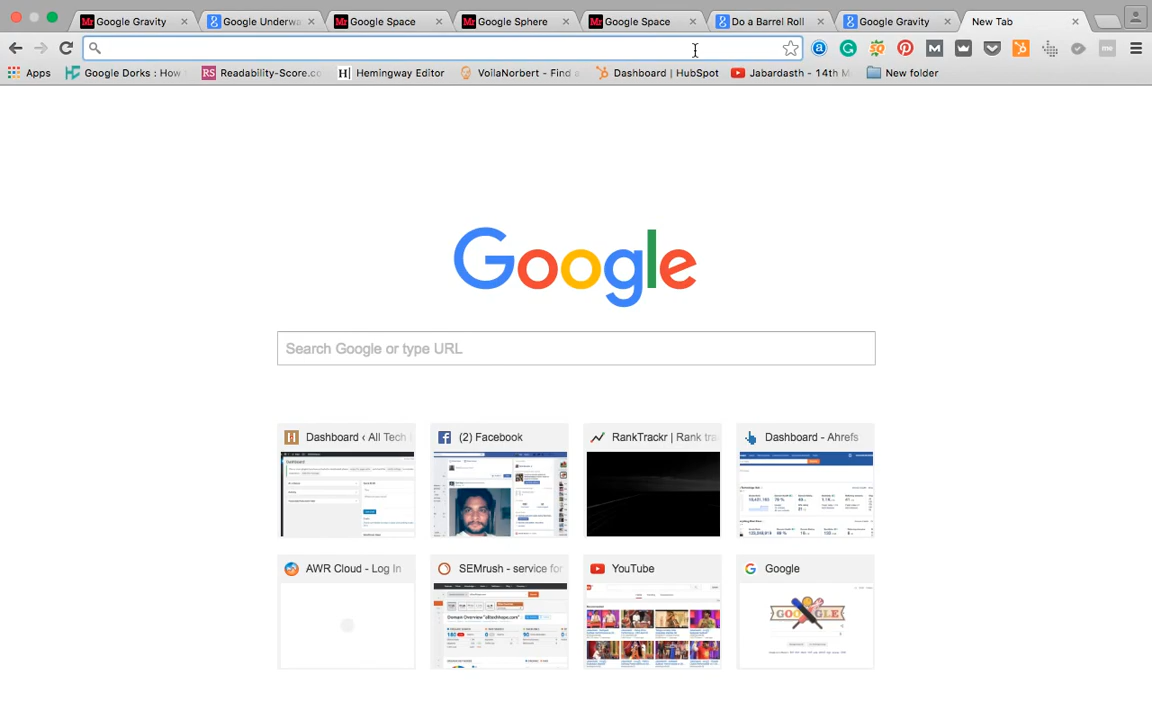 Google Gravity
Google Underwa
Google Space
Google Sphere
Google Space
Do a Barrel Roll
Google Gravity
New Tab
Apps
Google Dorks : How
Readability-Score.co
Hemingway Editor
VoilaNorbert - Find a
Dashboard | HubSpot
Jabardasth - 14th M
New folder
Google
Search Google or type URL
Dashboard ‹ All Tech
(2) Facebook
RankTrackr | Rank tra
Dashboard - Ahrefs
AWR Cloud - Log In
SEMrush - service for
YouTube
Google